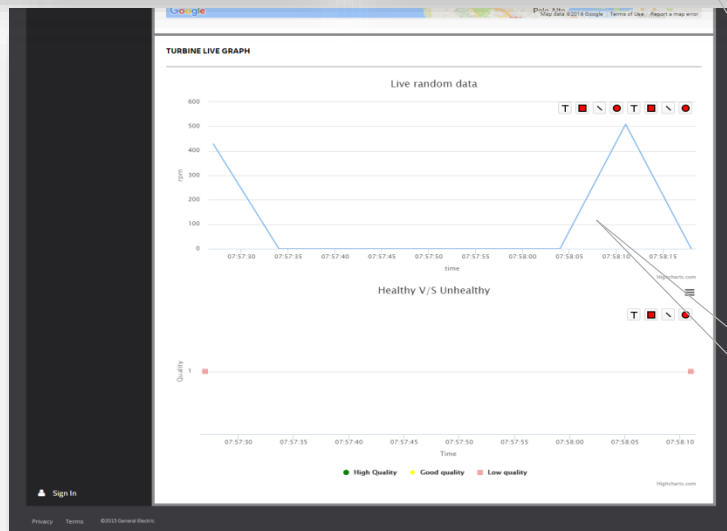 Google
Palo Alto
Map data ©2016 Google Terms of Use Report a map error
TURBINE LIVE GRAPH
Live random data
T T
600
500
400
300
200
100
0
rpm
07:57:30 07:57:35 07:57:40 07:57:45 07:57:50 07:57:55 07:58:00 07:58:05 07:58:10 07:58:15
time
Highcharts.com
Healthy V/S Unhealthy
T
Quality
1
07:57:30 07:57:35 07:57:40 07:57:45 07:57:50 07:57:55 07:58:00 07:58:05 07:58:10
Time
High Quality Good quality Low quality
Highcharts.com
Sign In
Privacy Terms ©2015 General Electric.